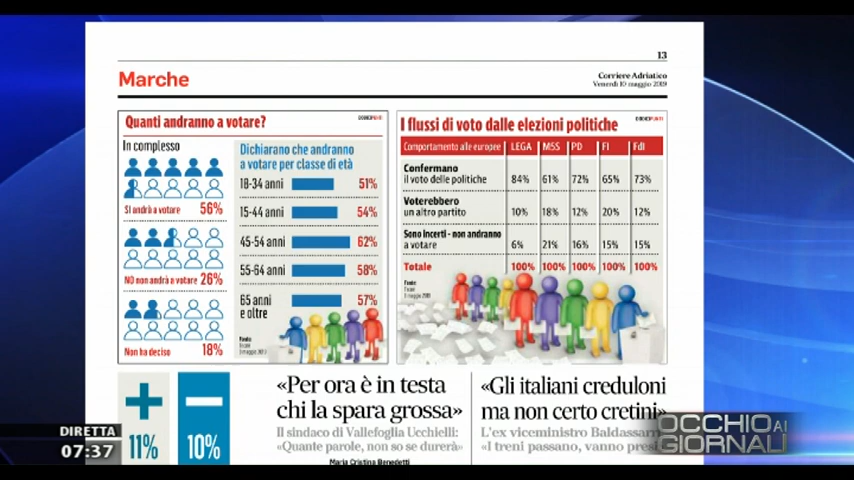 13
Marche
Corriere Adriatico
Venerdì 10 maggio 2019
Quanti andranno a votare?
In complesso
SI andrà a votare 56%
NO non andrà a votare 26%
Non ha deciso 18%
Dichiarano che andranno
a votare per classe di età
18-34 anni 51%
15-44 anni 54%
45-54 anni 62%
55-64 anni 58%
65 anni
e oltre 57%
Fonte:
I flussi di voto dalle elezioni politiche
Comportamento alle europee LEGA M5S PD FI FdI
Confermano
il voto delle politiche 84% 61% 72% 65% 73%
Voterebbero
un altro partito 10% 18% 12% 20% 12%
Sono incerti - non andranno
a votare 6% 21% 16% 15% 15%
Totale 100% 100% 100% 100% 100%
Fonte:
+ 11%
− 10%
«Per ora è in testa
chi la spara grossa»
Il sindaco di Vallefoglia Ucchielli:
«Quante parole, non so se durerà»
Maria Cristina Benedetti
«Gli italiani creduloni
ma non certo cretini»
L'ex viceministro Baldassarri
«I treni passano, vanno presi
DIRETTA
07:37
OCCHIO AI
GIORNALI